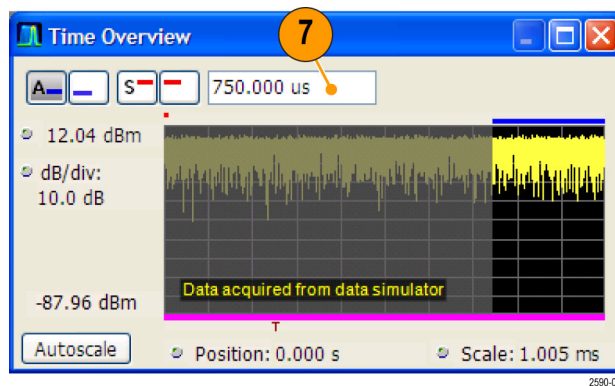 Time Overview
7
A
S
750.000 us
12.04 dBm
dB/div:
10.0 dB
Data acquired from data simulator
-87.96 dBm
T
Autoscale
Position: 0.000 s
Scale: 1.005 ms